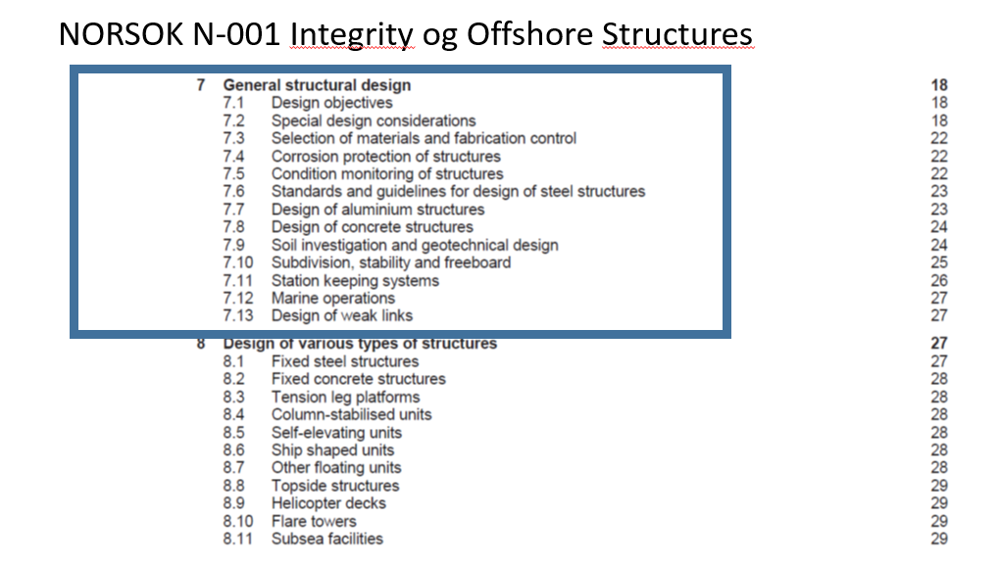 NORSOK N-001 Integrity og Offshore Structures
7 General structural design 18
7.1 Design objectives 18
7.2 Special design considerations 18
7.3 Selection of materials and fabrication control 22
7.4 Corrosion protection of structures 22
7.5 Condition monitoring of structures 22
7.6 Standards and guidelines for design of steel structures 23
7.7 Design of aluminium structures 23
7.8 Design of concrete structures 24
7.9 Soil investigation and geotechnical design 24
7.10 Subdivision, stability and freeboard 25
7.11 Station keeping systems 26
7.12 Marine operations 27
7.13 Design of weak links 27
8 Design of various types of structures 27
8.1 Fixed steel structures 27
8.2 Fixed concrete structures 28
8.3 Tension leg platforms 28
8.4 Column-stabilised units 28
8.5 Self-elevating units 28
8.6 Ship shaped units 28
8.7 Other floating units 28
8.8 Topside structures 29
8.9 Helicopter decks 29
8.10 Flare towers 29
8.11 Subsea facilities 29